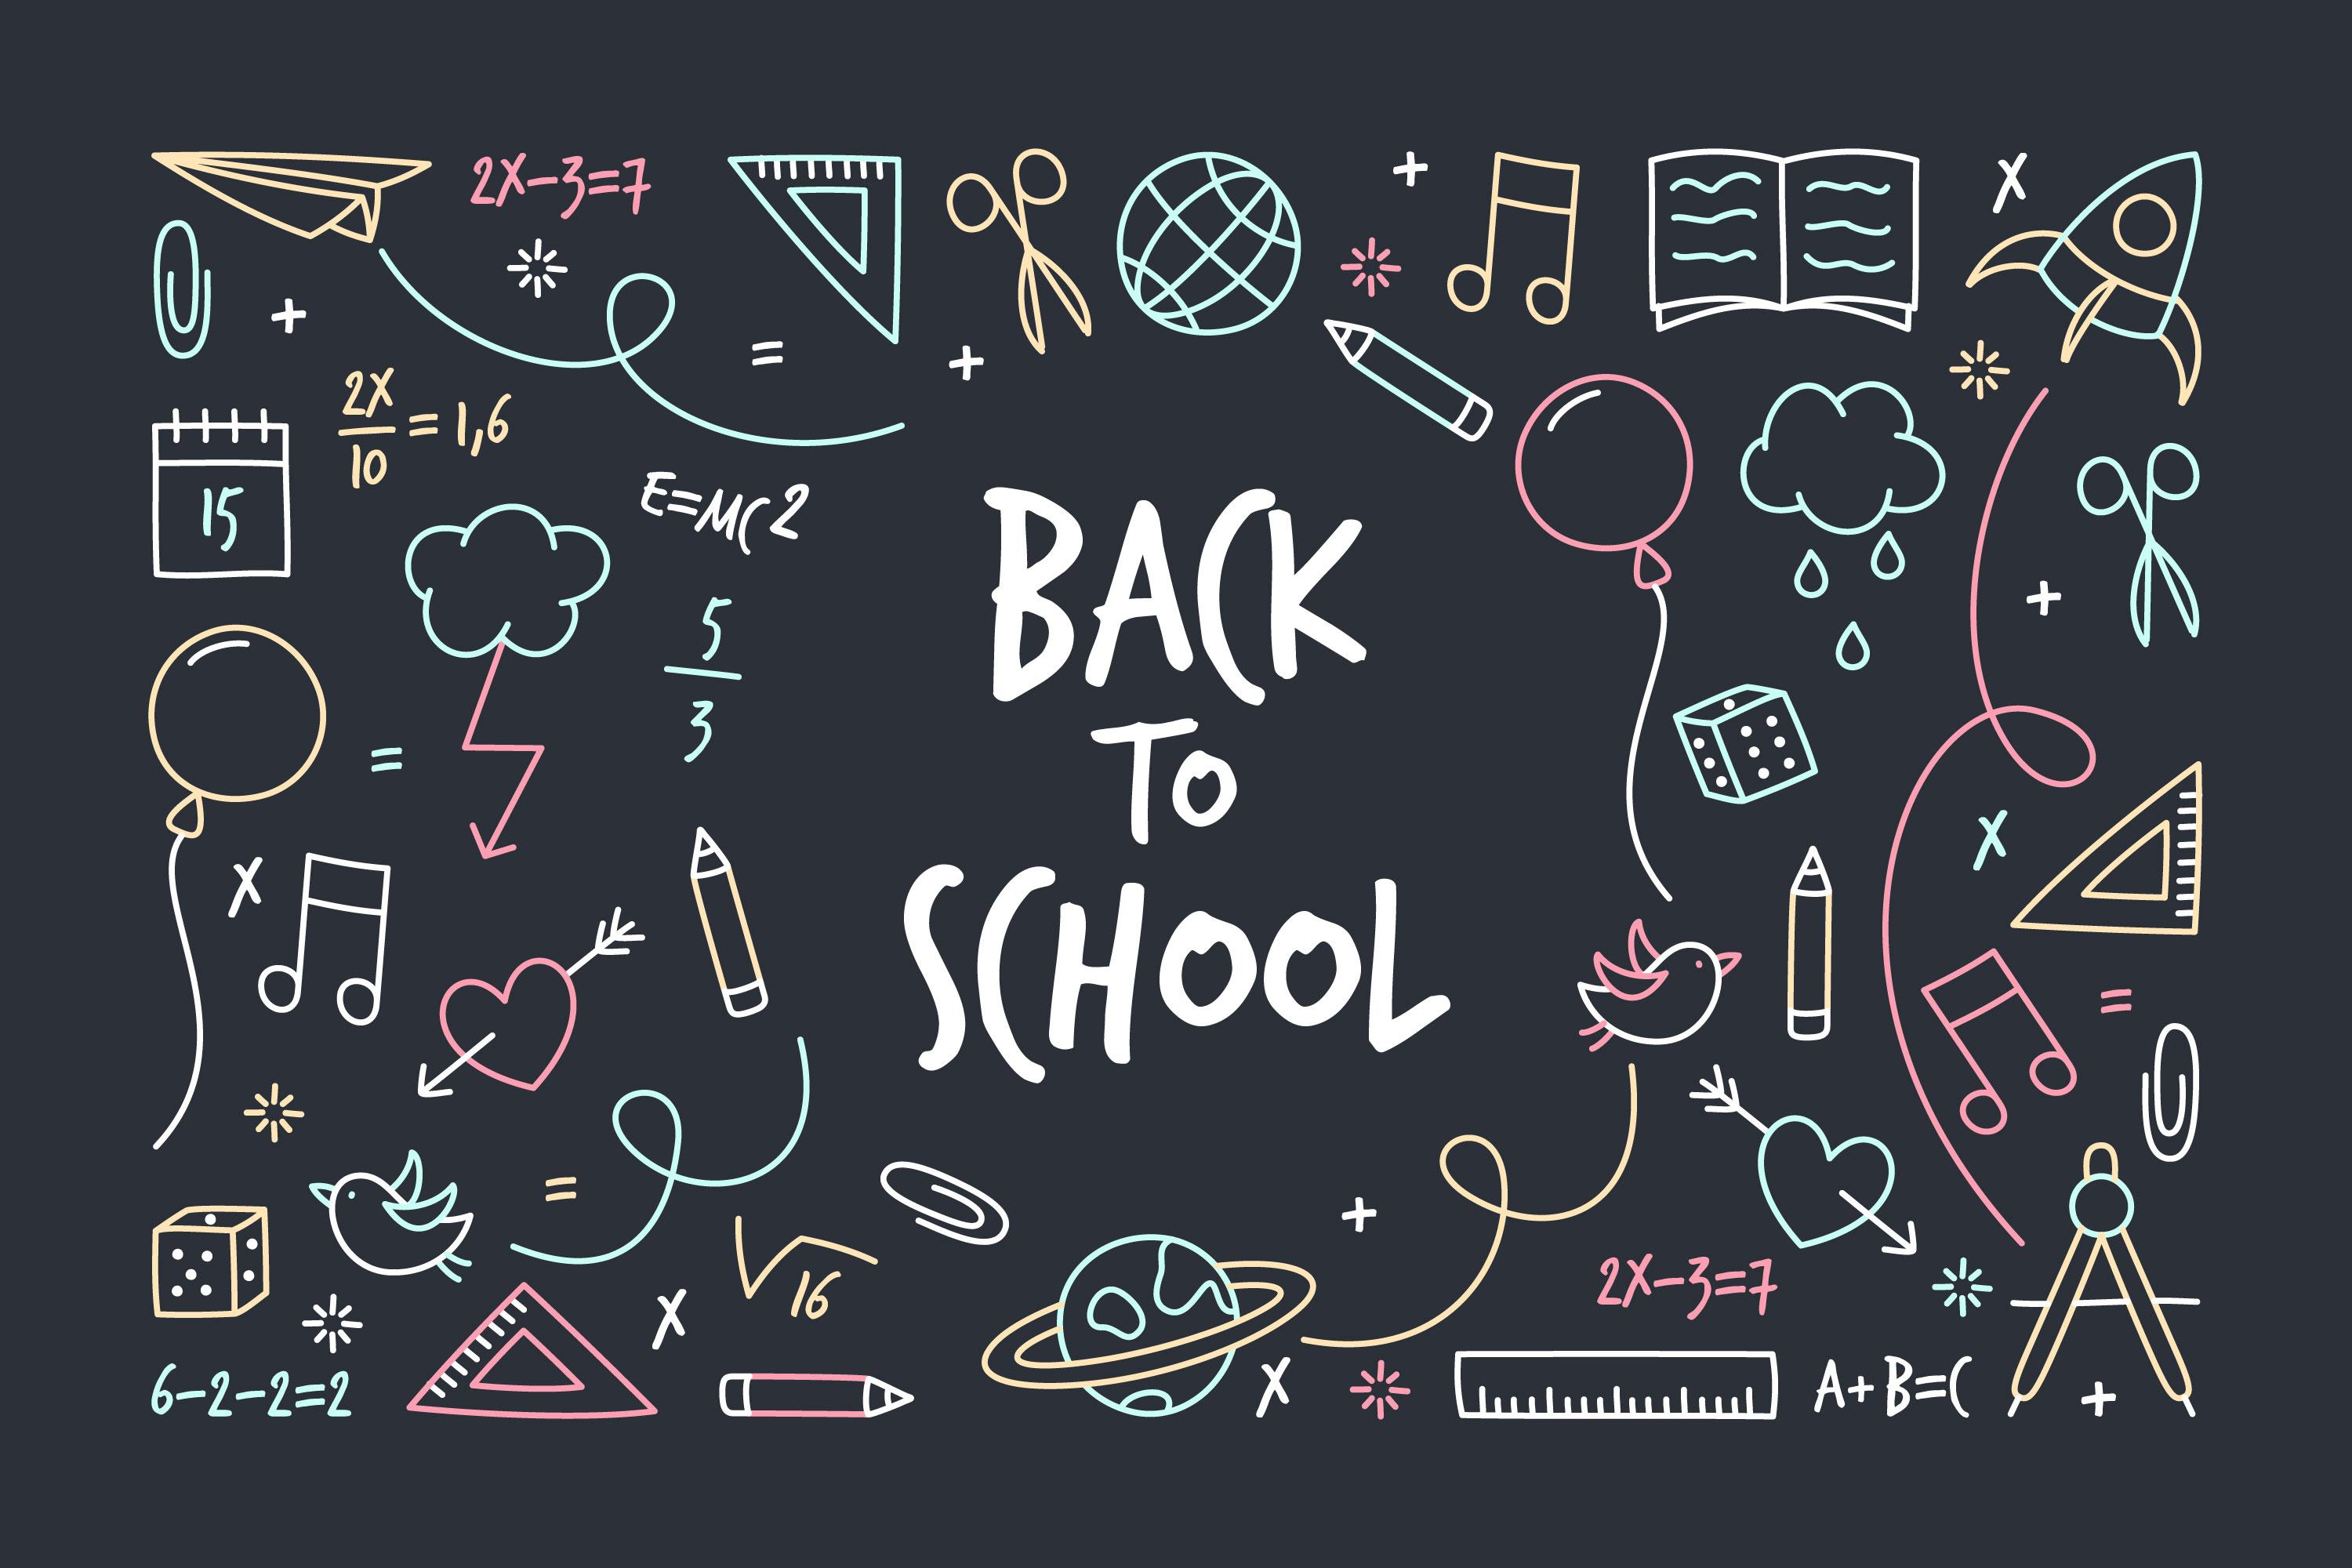 2X-3=7
X
+
+
=
+
2X
10
=1,6
15
E=MC2
BACK
TO
SCHOOL
5
3
+
=
X
X
=
=
+
√16
X
2X-3=7
X
6-2-2=2
A+B=C
+